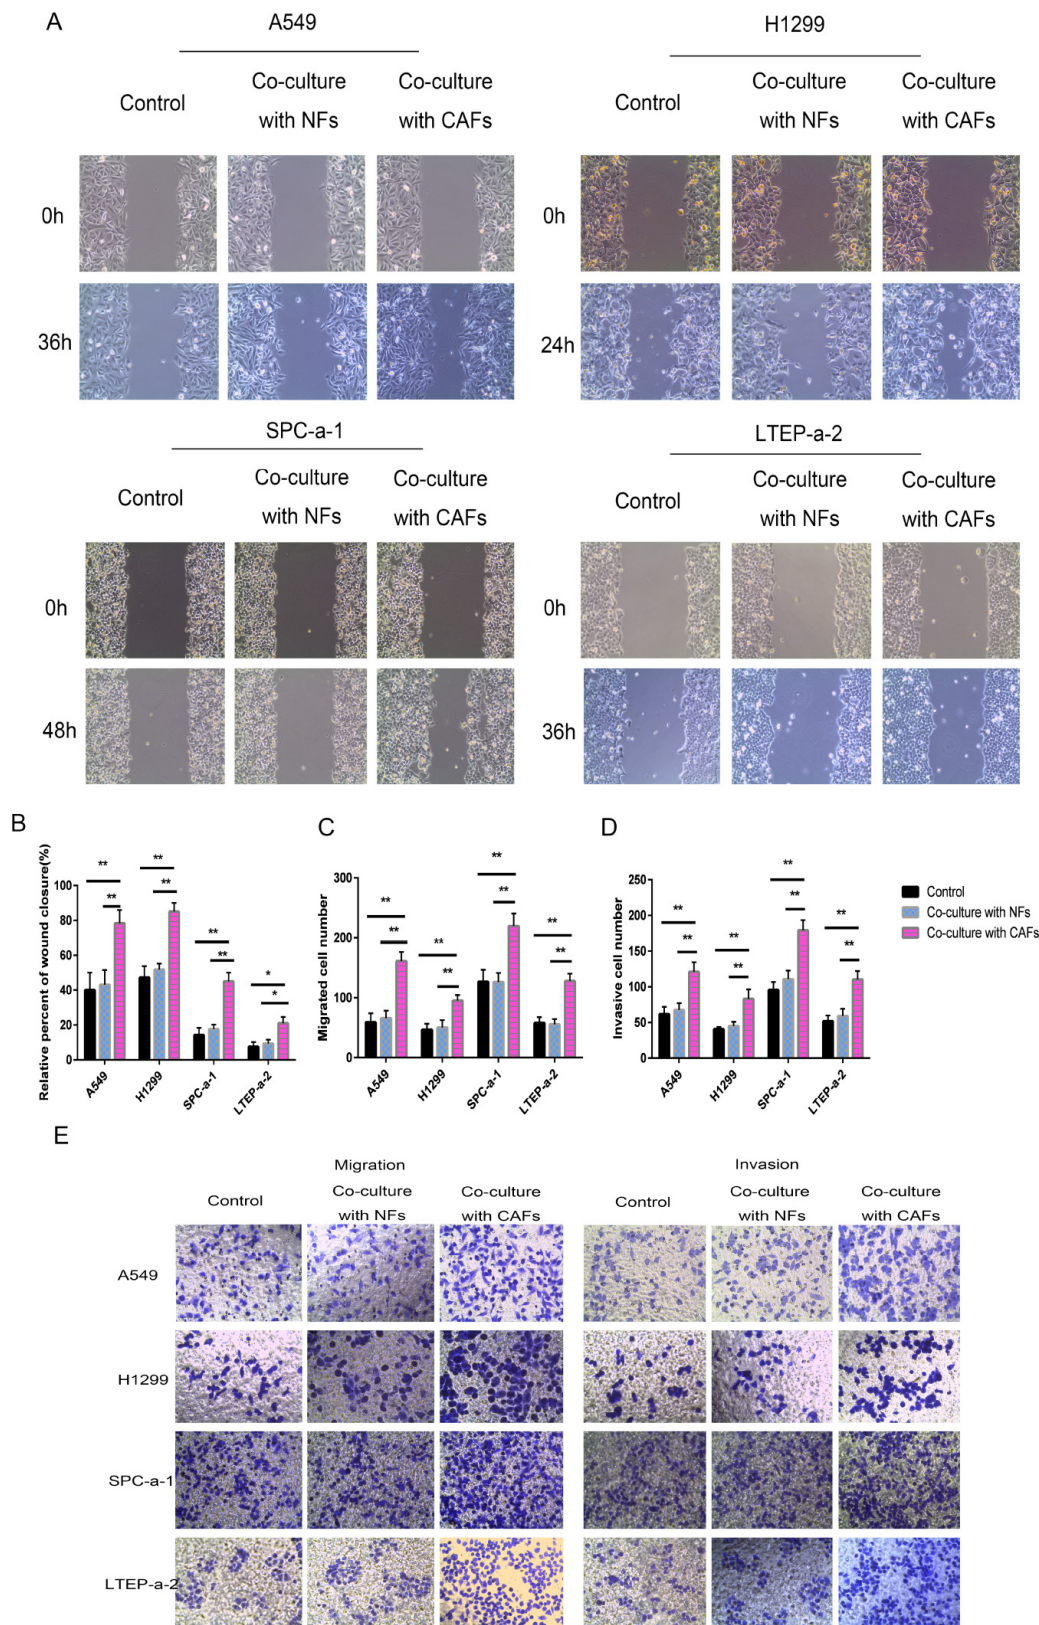 A
A549
H1299
Control
Co-culture
with NFs
Co-culture
with CAFs
Control
Co-culture
with NFs
Co-culture
with CAFs
0h
0h
36h
24h
SPC-a-1
LTEP-a-2
Control
Co-culture
with NFs
Co-culture
with CAFs
Control
Co-culture
with NFs
Co-culture
with CAFs
0h
0h
48h
36h
B
Relative percent of wound closure(%)
100
80
60
40
20
0
**
**
**
**
**
**
*
*
A549
H1299
SPC-a-1
LTEP-a-2
C
Migrated cell number
300
200
100
0
**
**
**
**
**
**
**
**
A549
H1299
SPC-a-1
LTEP-a-2
D
Invasive cell number
250
200
150
100
50
0
**
**
**
**
**
**
**
**
A549
H1299
SPC-a-1
LTEP-a-2
Control
Co-culture with NFs
Co-culture with CAFs
E
Migration
Invasion
Control
Co-culture
with NFs
Co-culture
with CAFs
Control
Co-culture
with NFs
Co-culture
with CAFs
A549
H1299
SPC-a-1
LTEP-a-2